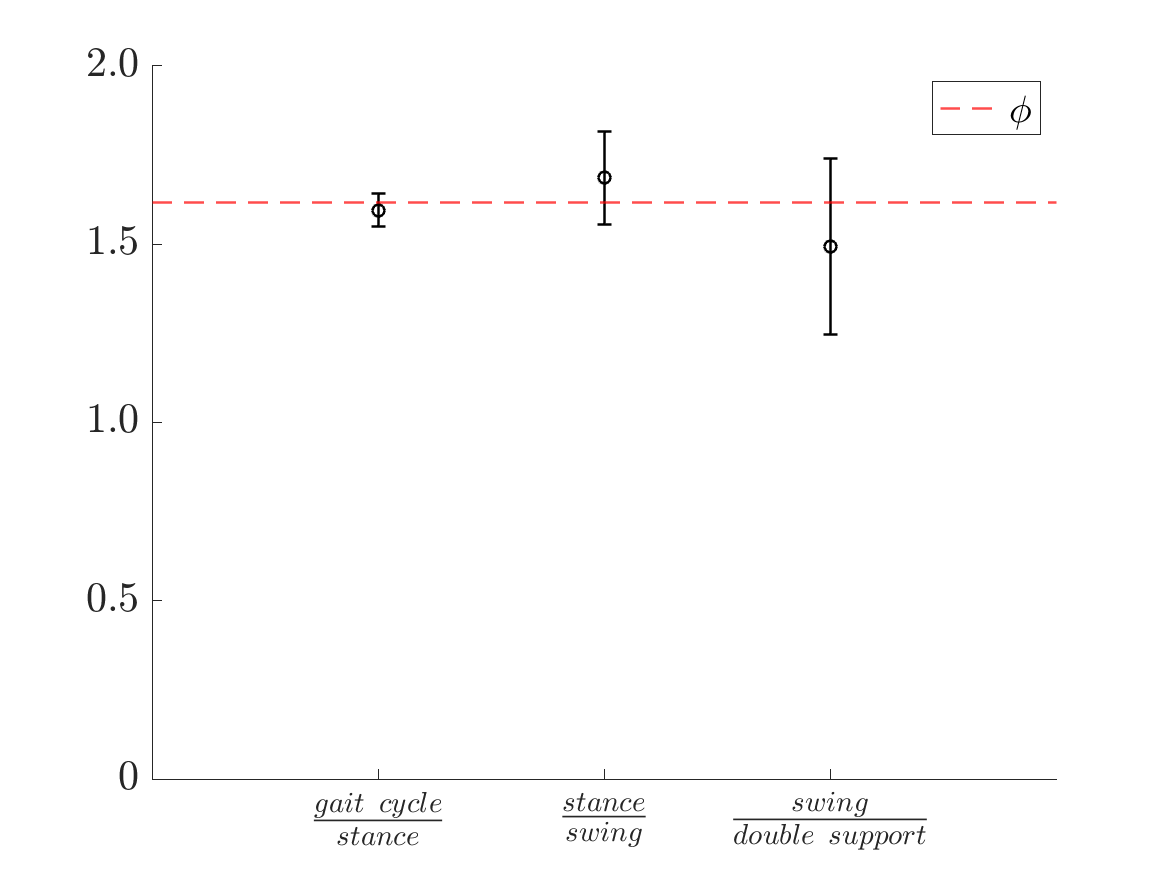 2.0
ϕ
1.5
1.0
0.5
0
gait cycle
stance
stance
swing
swing
double support